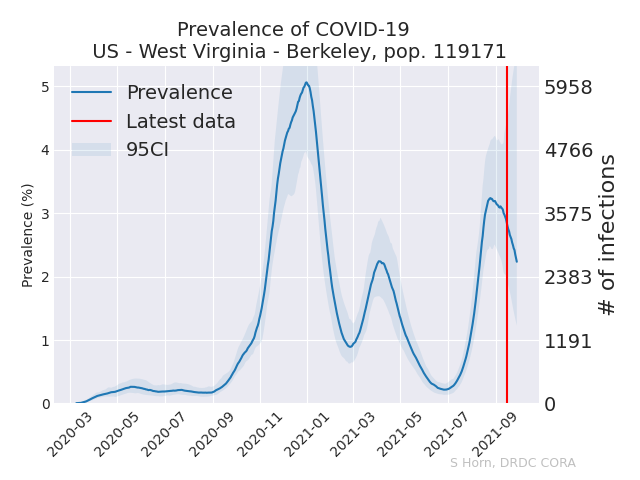 Prevalence of COVID-19
US - West Virginia - Berkeley, pop. 119171
Prevalence
Latest data
95CI
Prevalence (%)
5
4
3
2
1
0
5958
4766
3575
2383
1191
0
# of infections
2020-03
2020-05
2020-07
2020-09
2020-11
2021-01
2021-03
2021-05
2021-07
2021-09
S Horn, DRDC CORA